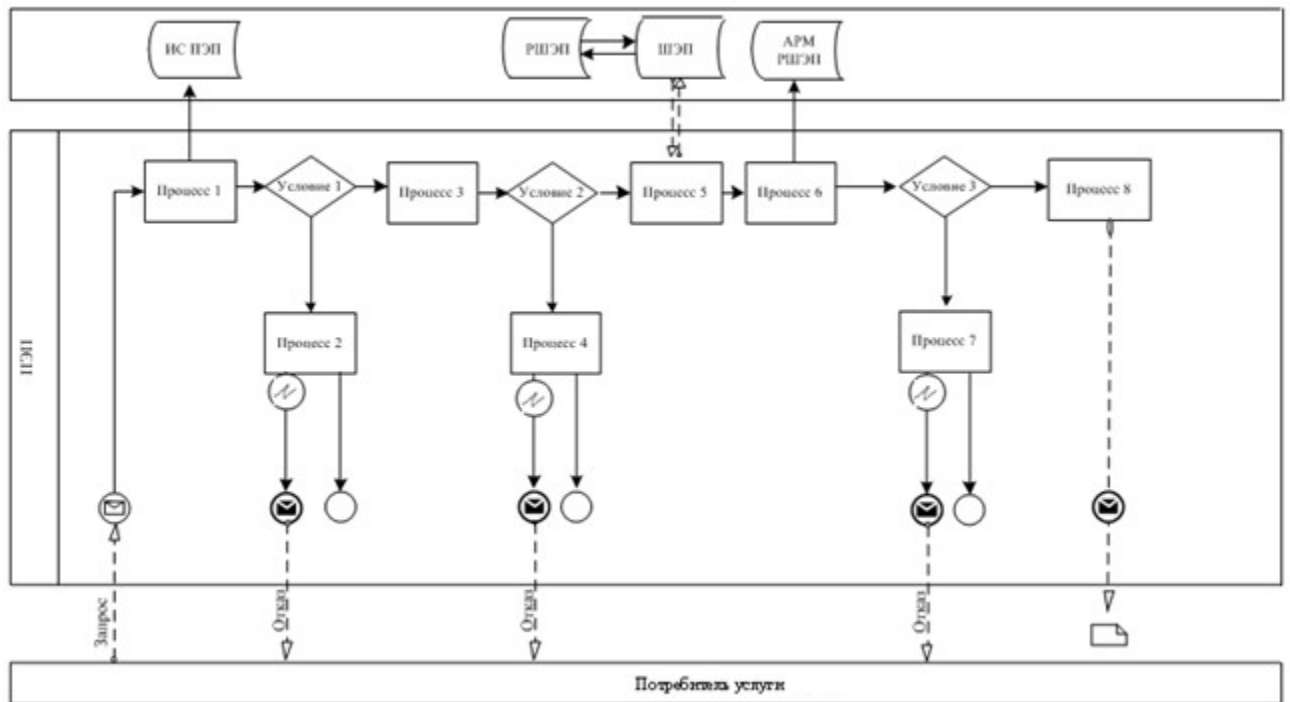 ИС ПЭП
РШЭП
ШЭП
АРМ
РШЭП
Процесс 1
Условие 1
Процесс 3
Условие 2
Процесс 5
Процесс 6
Условие 3
Процесс 8
Процесс 2
Процесс 4
Процесс 7
ПЭП
Запрос
Отказ
Отказ
Отказ
Потребитель услуги